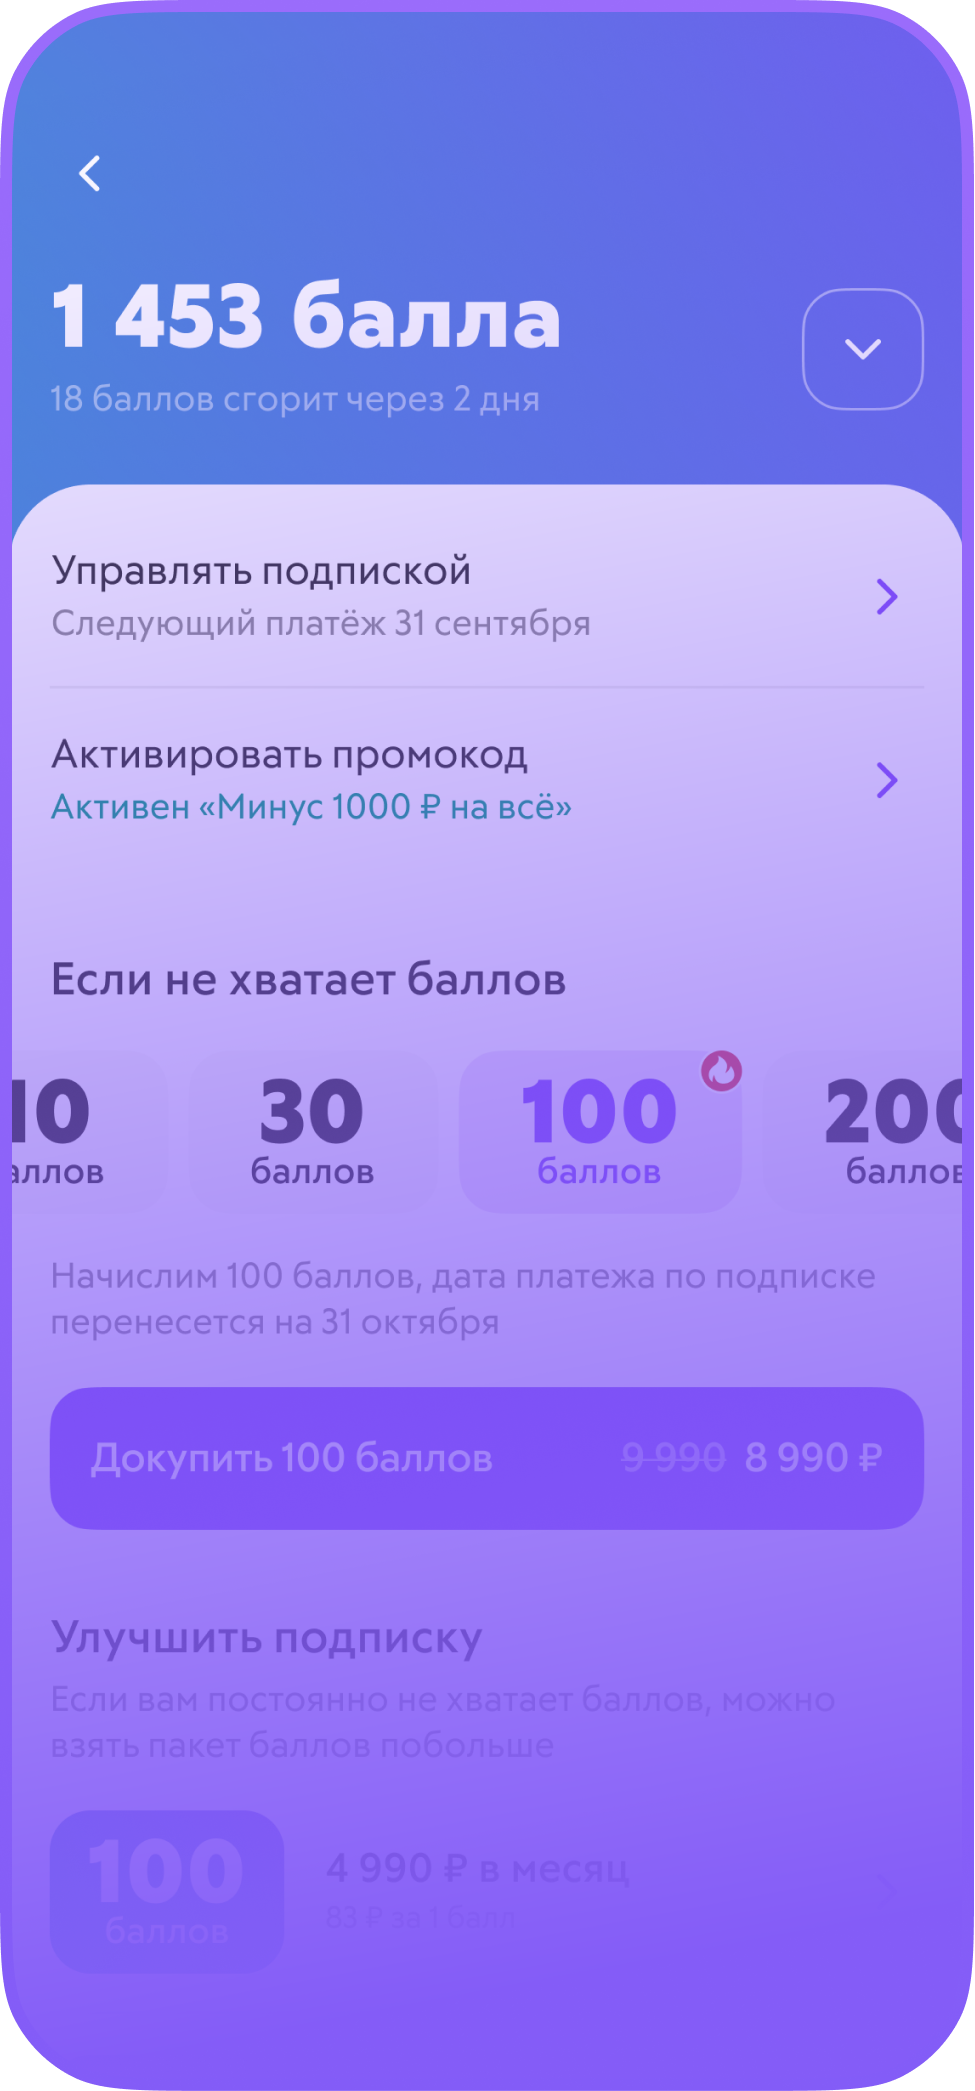 1 453 балла
18 баллов сгорит через 2 дня
Управлять подпиской
Следующий платёж 31 сентября
Активировать промокод
Активен «Минус 1000 ₽ на всё»
Если не хватает баллов
10 30 100 200
аллов баллов баллов баллов
Начислим 100 баллов, дата платежа по подписке
перенесется на 31 октября
Докупить 100 баллов 9 990 8 990 ₽
Улучшить подписку
Если вам постоянно не хватает баллов, можно
взять пакет баллов побольше
100
баллов
4 990 ₽ в месяц
83 ₽ за 1 балл